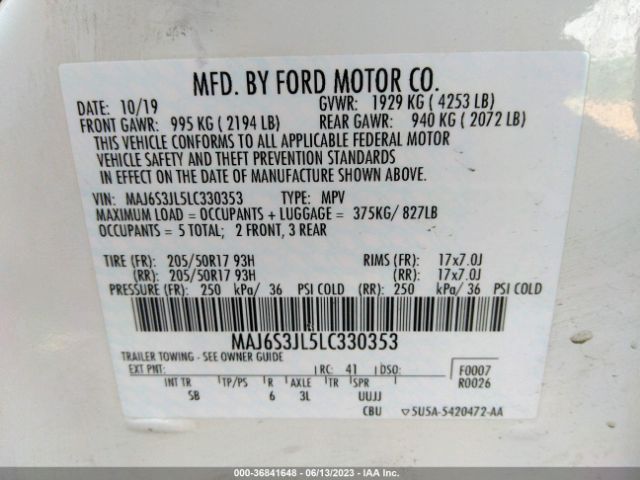 MFD. BY FORD MOTOR CO.
DATE: 10/19 GVWR: 1929 KG ( 4253 LB)
FRONT GAWR: 995 KG ( 2194 LB) REAR GAWR: 940 KG ( 2072 LB)
THIS VEHICLE CONFORMS TO ALL APPLICABLE FEDERAL MOTOR
VEHICLE SAFETY AND THEFT PREVENTION STANDARDS
IN EFFECT ON THE DATE OF MANUFACTURE SHOWN ABOVE.
VIN: MAJ6S3JL5LC330353 TYPE: MPV
MAXIMUM LOAD = OCCUPANTS + LUGGAGE = 375KG/ 827LB
OCCUPANTS = 5 TOTAL; 2 FRONT, 3 REAR
TIRE (FR): 205/50R17 93H RIMS (FR): 17x7.0J
(RR): 205/50R17 93H (RR): 17x7.0J
PRESSURE (FR): 250 kPa/ 36 PSI COLD (RR): 250 kPa/ 36 PSI COLD
MAJ6S3JL5LC330353
TRAILER TOWING - SEE OWNER GUIDE
EXT PNT: RC: 41 DSO: F0007
INT TR TP/PS R AXLE TR SPR R0026
SB 6 3L UUJJ
CBU 5U5A-5420472-AA
000-36841648 - 06/13/2023 - IAA Inc.